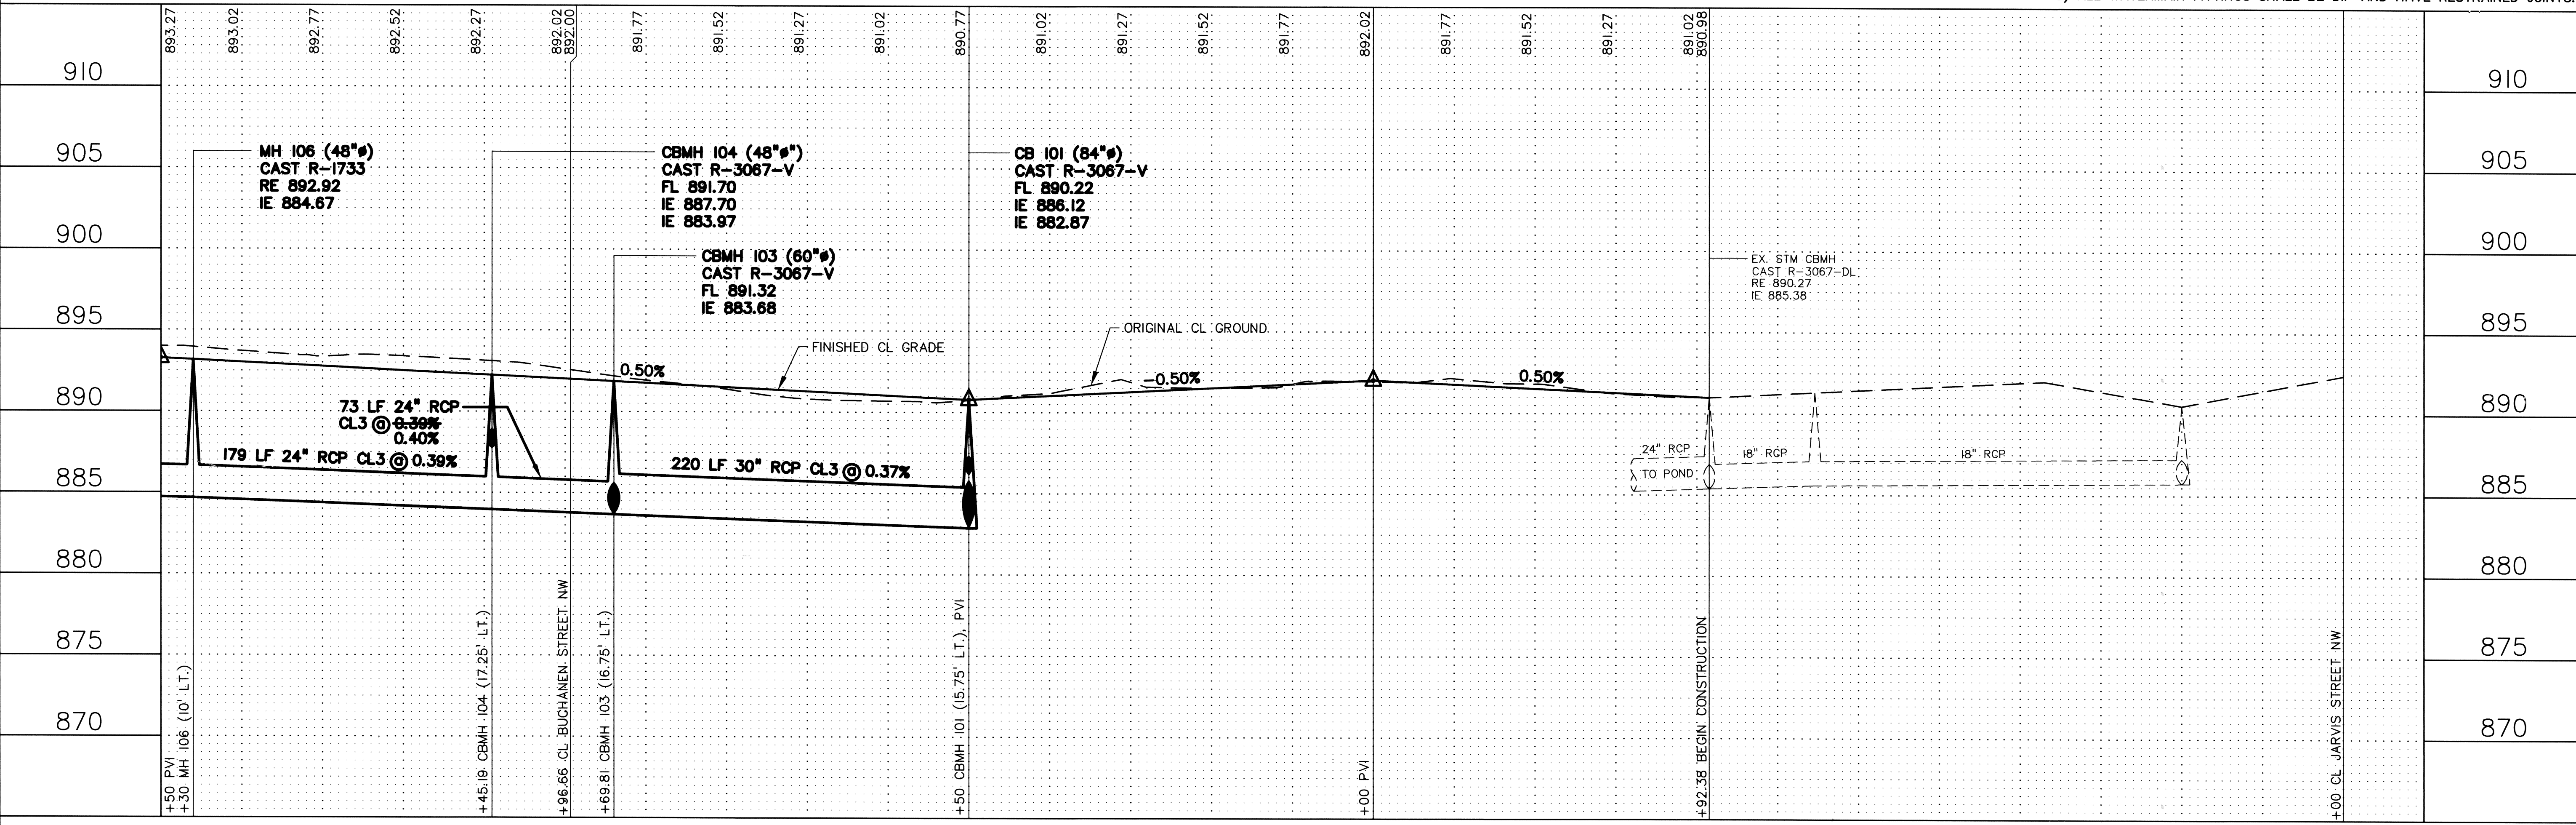 893.27
893.02
892.77
892.52
892.27
892.02
892.00
891.77
891.52
891.27
891.02
890.77
891.02
891.27
891.52
891.77
892.02
891.77
891.52
891.27
891.02
890.98
910
905
900
895
890
885
880
875
870
MH 106 (48"ø)
CAST R-1733
RE 892.92
IE 884.67
CBMH 104 (48"ø")
CAST R-3067-V
FL 891.70
IE 887.70
IE 883.97
CBMH 103 (60"ø)
CAST R-3067-V
FL 891.32
IE 883.68
CB 101 (84"ø)
CAST R-3067-V
FL 890.22
IE 886.12
IE 882.87
EX. STM CBMH
CAST R-3067-DL
RE 890.27
IE 885.38
FINISHED CL GRADE
ORIGINAL CL GROUND
0.50%
-0.50%
0.50%
73 LF 24" RCP
CL3 @ 0.39%
0.40%
179 LF 24" RCP CL3 @ 0.39%
220 LF 30" RCP CL3 @ 0.37%
24" RCP
TO POND
18" RCP
18" RCP
+50 PVI
+30 MH 106 (10' LT.)
+45.19 CBMH 104 (17.25' LT.)
+96.66 CL BUCHANEN STREET NW
+69.81 CBMH 103 (16.75' LT.)
+50 CBMH 101 (15.75' LT.), PVI
+00 PVI
+92.38 BEGIN CONSTRUCTION
+00 CL JARVIS STREET NW
910
905
900
895
890
885
880
875
870